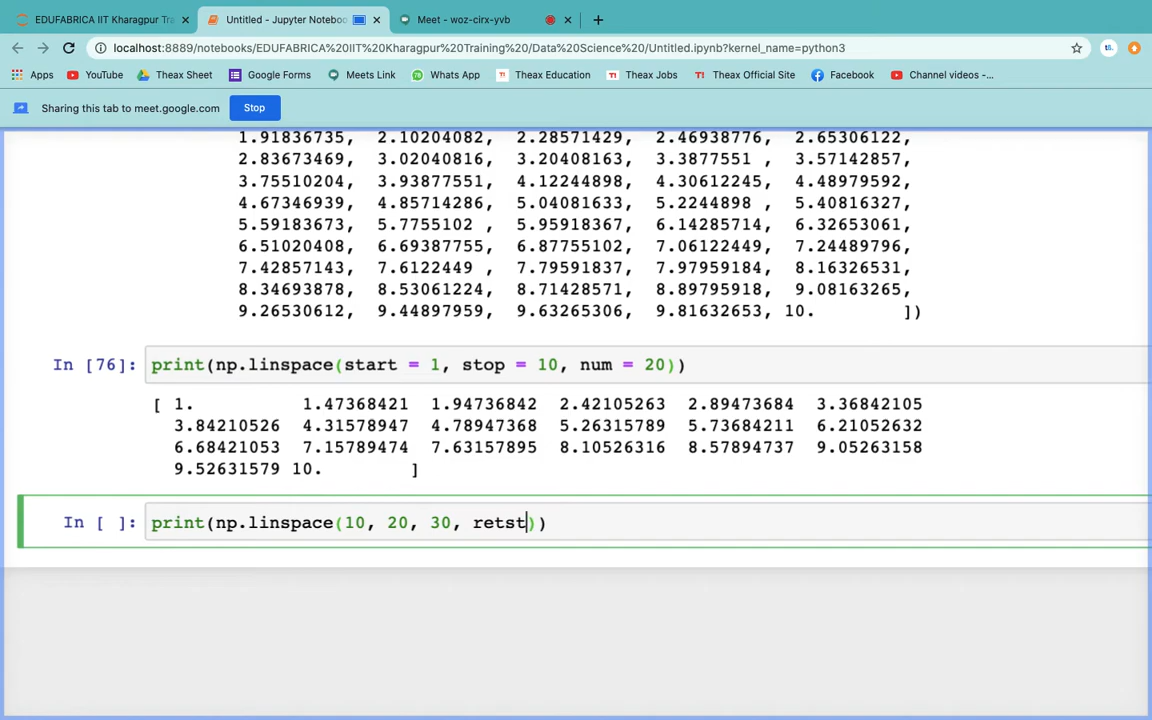 EDUFABRICA IIT Kharagpur Tra
Untitled - Jupyter Noteboo
Meet - woz-cirx-yvb
localhost:8889/notebooks/EDUFABRICA%20IIT%20Kharagpur%20Training%20/Data%20Science%20/Untitled.ipynb?kernel_name=python3
Apps YouTube Theax Sheet Google Forms Meets Link Whats App Theax Education Theax Jobs Theax Official Site Facebook Channel videos -...
Sharing this tab to meet.google.com Stop
1.91836735, 2.10204082, 2.28571429, 2.46938776, 2.65306122,
2.83673469, 3.02040816, 3.20408163, 3.3877551 , 3.57142857,
3.75510204, 3.93877551, 4.12244898, 4.30612245, 4.48979592,
4.67346939, 4.85714286, 5.04081633, 5.2244898 , 5.40816327,
5.59183673, 5.7755102 , 5.95918367, 6.14285714, 6.32653061,
6.51020408, 6.69387755, 6.87755102, 7.06122449, 7.24489796,
7.42857143, 7.6122449 , 7.79591837, 7.97959184, 8.16326531,
8.34693878, 8.53061224, 8.71428571, 8.89795918, 9.08163265,
9.26530612, 9.44897959, 9.63265306, 9.81632653, 10. ])
In [76]: print(np.linspace(start = 1, stop = 10, num = 20))
[ 1. 1.47368421 1.94736842 2.42105263 2.89473684 3.36842105
3.84210526 4.31578947 4.78947368 5.26315789 5.73684211 6.21052632
6.68421053 7.15789474 7.63157895 8.10526316 8.57894737 9.05263158
9.52631579 10. ]
In [ ]: print(np.linspace(10, 20, 30, retst))